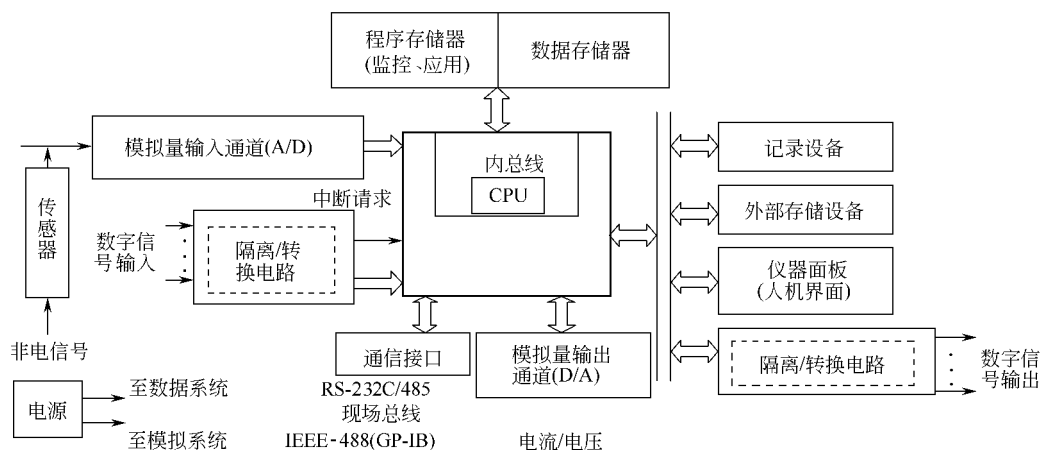 程序存储器
(监控、应用)
数据存储器
模拟量输入通道(A/D)
内总线
CPU
记录设备
中断请求
传感器
外部存储设备
数字信
号输入
隔离/转
换电路
仪器面板
(人机界面)
非电信号
通信接口
模拟量输出
通道(D/A)
隔离/转换电路
数字信
号输出
RS-232C/485
现场总线
IEEE-488(GP-IB)
电流/电压
电源
至数据系统
至模拟系统